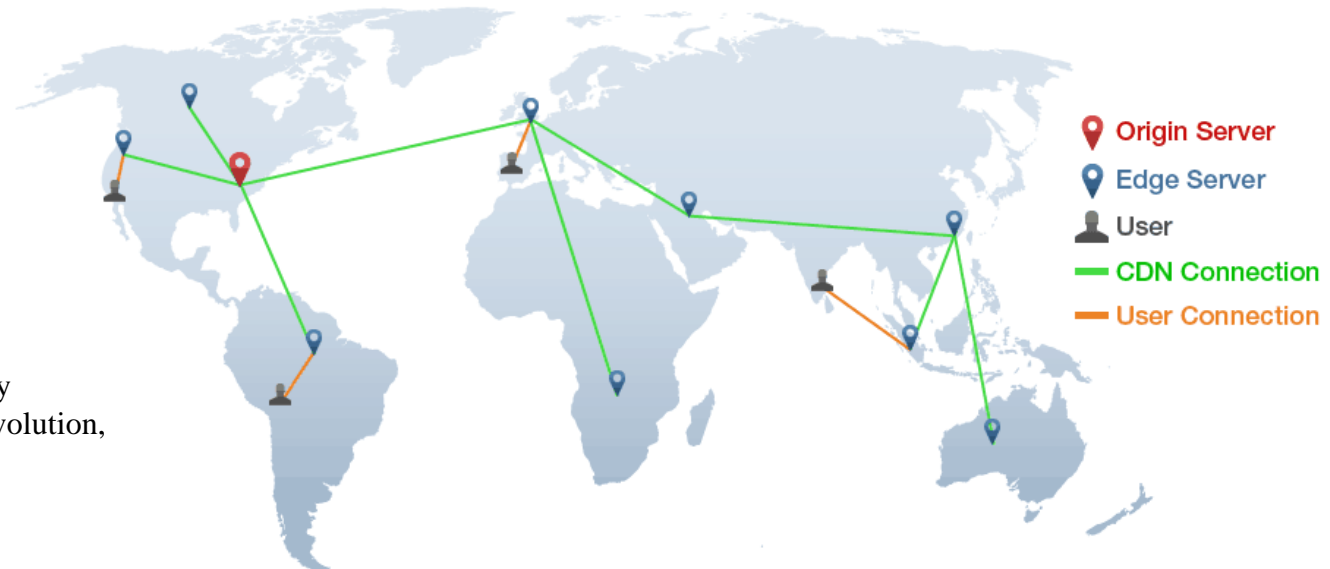 Origin Server
Edge Server
User
CDN Connection
User Connection
y
volution,